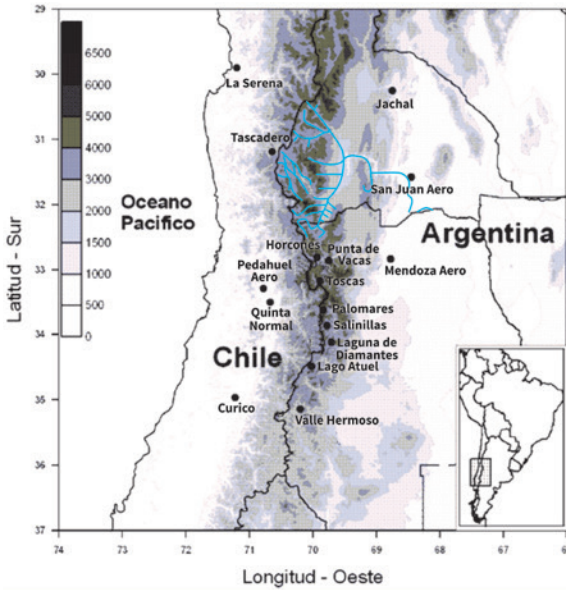 29
30
31
32
33
34
35
36
37
Latitud - Sur
6500
6000
5000
4000
3000
2000
1000
500
0
La Serena
Jachal
Tascadero
San Juan Aero
Oceano
Pacifico
Argentina
Horcones
Punta de
Vacas
Mendoza Aero
Pedahuel
Aero
Toscas
Quinta
Normal
Palomares
Salinillas
Chile
Laguna de
Diamantes
Lago Atuel
Curico
Valle Hermoso
74
73
72
71
70
69
68
67
66
Longitud - Oeste